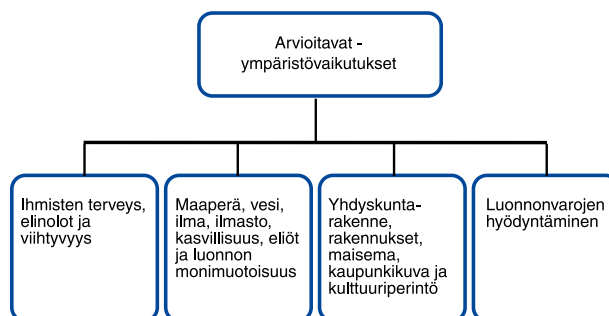 Arvioitavat -
ympäristövaikutukset
Ihmisten terveys,
elinolot ja
viihtyvyys
Maaperä, vesi,
ilma, ilmasto,
kasvillisuus, eliöt
ja luonnon
monimuotoisuus
Yhdyskunta-
rakenne,
rakennukset,
maisema,
kaupunkikuva ja
kulttuuriperintö
Luonnonvarojen
hyödyntäminen